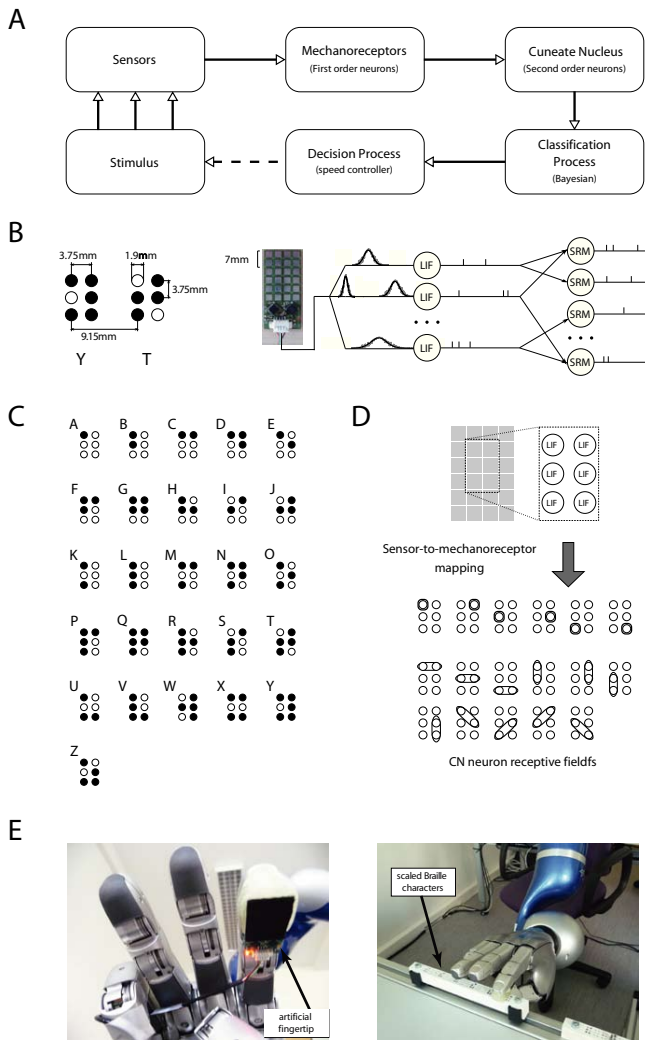 A
Sensors
Mechanoreceptors
(First order neurons)
Cuneate Nucleus
(Second order neurons)
Stimulus
Decision Process
(speed controller)
Classification
Process
(Bayesian)
B
3.75mm
1.9mm
3.75mm
9.15mm
Y
T
7mm
LIF
LIF
LIF
SRM
SRM
SRM
SRM
C
A B C D E
F G H I J
K L M N O
P Q R S T
U V W X Y
Z
D
LIF LIF
LIF LIF
LIF LIF
Sensor-to-mechanoreceptor
mapping
CN neuron receptive fieldfs
E
artificial
fingertip
scaled Braille
characters